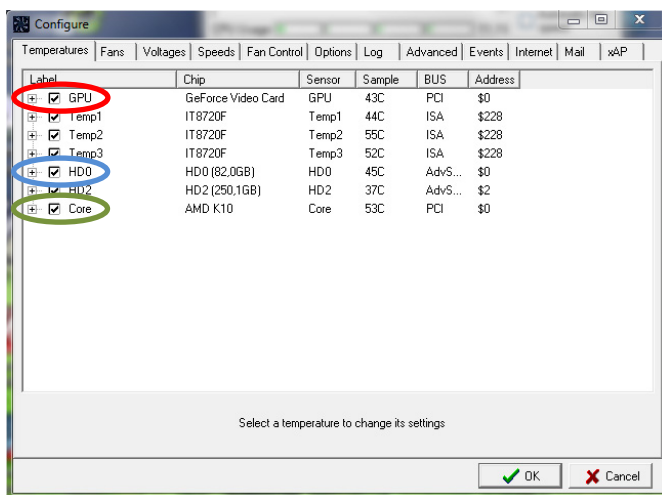 Configure
Temperatures Fans Voltages Speeds Fan Control Options Log Advanced Events Internet Mail xAP
Label Chip Sensor Sample BUS Address
GPU GeForce Video Card GPU 43C PCI $0
Temp1 IT8720F Temp1 44C ISA $228
Temp2 IT8720F Temp2 55C ISA $228
Temp3 IT8720F Temp3 52C ISA $228
HD0 HD0 (82,0GB) HD0 45C AdvS... $0
HD2 HD2 (250,1GB) HD2 37C AdvS... $2
Core AMD K10 Core 53C PCI $0
Select a temperature to change its settings
OK Cancel